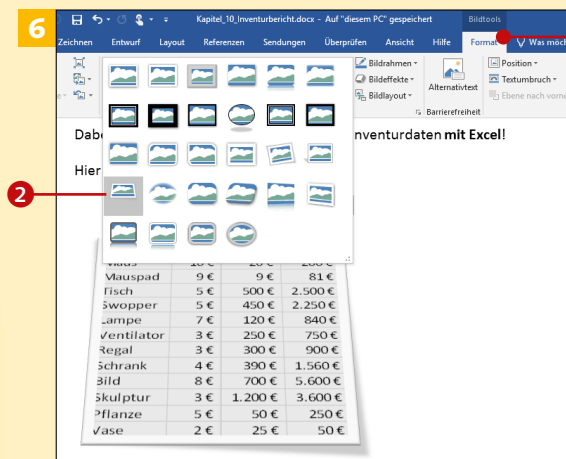 6
Kapitel_10_Inventurbericht.docx - Auf "diesem PC" gespeichert
Bildtools
Zeichnen Entwurf Layout Referenzen Sendungen Überprüfen Ansicht Hilfe Format Was möch
Bildrahmen
Bildeffekte
Bildlayout
Alternativtext
Barrierefreiheit
Position
Textumbruch
Ebene nach vorne
nventurdaten mit Excel!
Hier
2
Mauspad 9 € 9 € 81 €
Tisch 5 € 500 € 2.500 €
Swopper 5 € 450 € 2.250 €
Lampe 7 € 120 € 840 €
Ventilator 3 € 250 € 750 €
Regal 3 € 300 € 900 €
Schrank 4 € 390 € 1.560 €
Bild 8 € 700 € 5.600 €
Skulptur 3 € 1.200 € 3.600 €
Pflanze 5 € 50 € 250 €
Vase 2 € 25 € 50 €